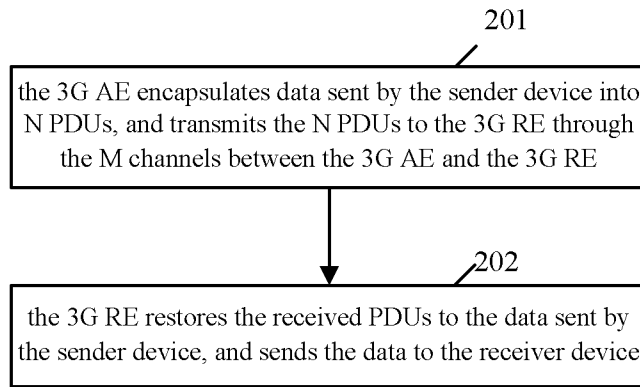 201
the 3G AE encapsulates data sent by the sender device into
N PDUs, and transmits the N PDUs to the 3G RE through
the M channels between the 3G AE and the 3G RE
202
the 3G RE restores the received PDUs to the data sent by
the sender device, and sends the data to the receiver device